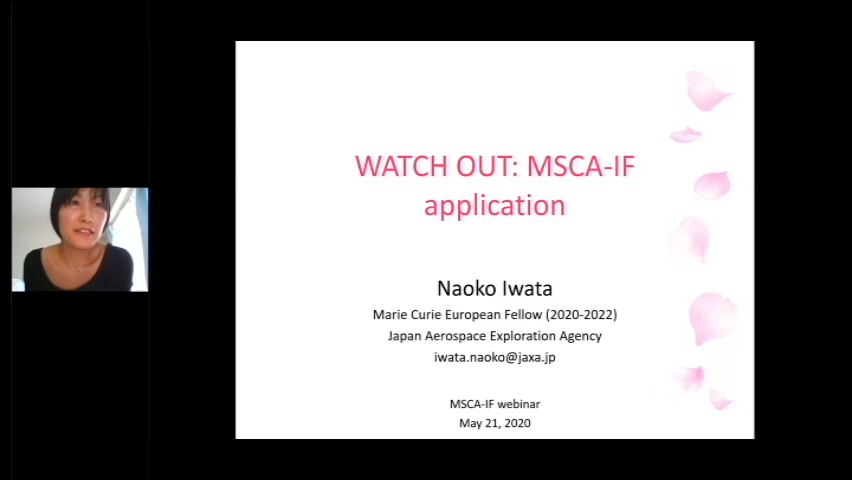 WATCH OUT: MSCA-IF
application
Naoko Iwata
Marie Curie European Fellow (2020-2022)
Japan Aerospace Exploration Agency
iwata.naoko@jaxa.jp
MSCA-IF webinar
May 21, 2020